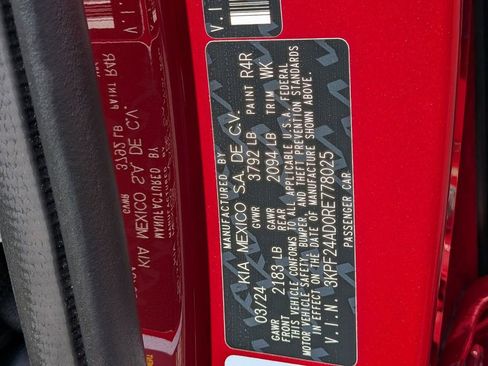 MANUFACTURED BY
KIA MEXICO S.A. DE C.V.
03/24 GVWR 3792 LB PAINT R4R
GAWR FRONT 2183 LB GAWR REAR 2094 LB TRIM WK
THIS VEHICLE CONFORMS TO ALL APPLICABLE U.S.A. FEDERAL
MOTOR VEHICLE SAFETY, BUMPER, AND THEFT PREVENTION STANDARDS
IN EFFECT ON THE DATE OF MANUFACTURE SHOWN ABOVE.
V.I.N. 3KPF24AD0RE778025
PASSENGER CAR
V.I.